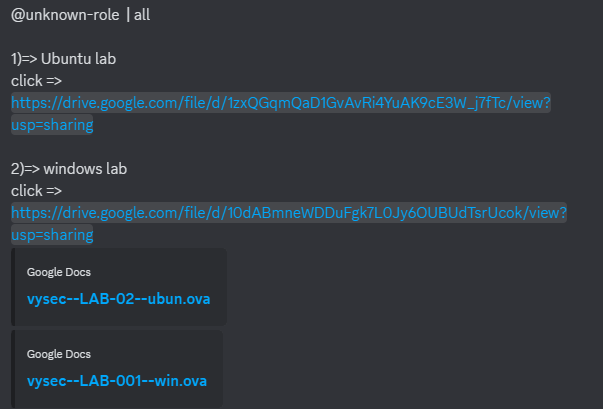 @unknown-role | all
1)=> Ubuntu lab
click =>
https://drive.google.com/file/d/1zxQGqmQaD1GvAvRi4YuAK9cE3W_j7fTc/view?
usp=sharing
2)=> windows lab
click =>
https://drive.google.com/file/d/10dABmneWDDuFgk7L0Jy6OUBUdTsrUcok/view?
usp=sharing
Google Docs
vysec--LAB-02--ubun.ova
Google Docs
vysec--LAB-001--win.ova